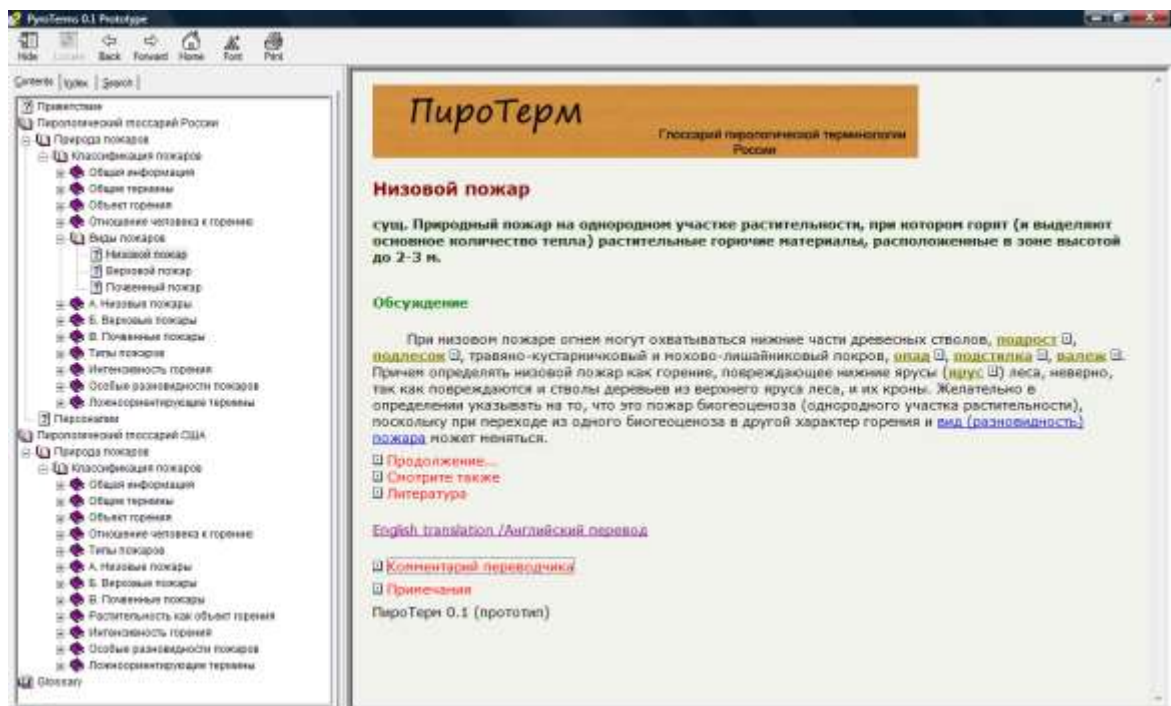 PyroTerms 0.1 Prototype
Hide
Locate
Back
Forward
Home
Font
Print
Contents
Index
Search
Приветствие
Пирологический глоссарий России
Природа пожаров
Классификация пожаров
Общая информация
Общие термины
Объект горения
Отношение человека к горению
Виды пожаров
Низовой пожар
Верховой пожар
Почвенный пожар
А. Низовые пожары
Б. Верховые пожары
В. Почвенные пожары
Типы пожаров
Интенсивность горения
Особые разновидности пожаров
Ложноориентирующие термины
Персоналии
Пирологический глоссарий США
Природа пожаров
Классификация пожаров
Общая информация
Общие термины
Объект горения
Отношение человека к горению
Типы пожаров
А. Низовые пожары
Б. Верховые пожары
В. Почвенные пожары
Растительность как объект горения
Интенсивность горения
Особые разновидности пожаров
Ложноориентирующие термины
Glossary
ПироТерм
Глоссарий пирологической терминологии
России
Низовой пожар
сущ. Природный пожар на однородном участке растительности, при котором горят (и выделяют
основное количество тепла) растительные горючие материалы, расположенные в зоне высотой
до 2-3 м.
Обсуждение
При низовом пожаре огнем могут охватываться нижние части древесных стволов, подрост,
подлесок, травяно-кустарничковый и мохово-лишайниковый покров, опад, подстилка, валеж.
Причем определять низовой пожар как горение, повреждающее нижние ярусы (ярус) леса, неверно,
так как повреждаются и стволы деревьев из верхнего яруса леса, и их кроны. Желательно в
определении указывать на то, что это пожар биогеоценоза (однородного участка растительности),
поскольку при переходе из одного биогеоценоза в другой характер горения и вид (разновидность)
пожара может меняться.
Продолжение...
Смотрите также
Литература
English translation /Английский перевод
Комментарий переводчика
Примечания
ПироТерм 0.1 (прототип)